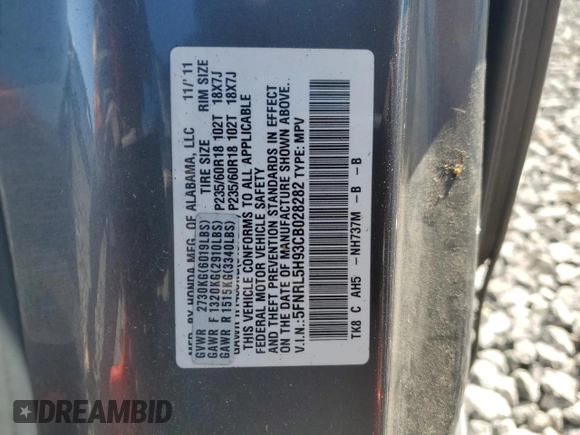 MFD. BY HONDA MFG. OF ALABAMA, LLC 11/'11
GVWR 2730KG(6019LBS) TIRE SIZE RIM SIZE
GAWR F 1320KG(2910LBS) P235/60R18 102T 18X7J
GAWR R 1515KG(3340LBS) P235/60R18 102T 18X7J
THIS VEHICLE CONFORMS TO ALL APPLICABLE
FEDERAL MOTOR VEHICLE SAFETY
AND THEFT PREVENTION STANDARDS IN EFFECT
ON THE DATE OF MANUFACTURE SHOWN ABOVE.
V.I.N.:5FNRL5H93CB028282 TYPE: MPV
TK8 C AH5 -NH737M -B -B
DREAMBID